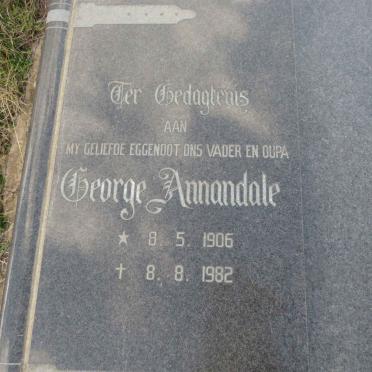 Ter Gedagtenis
AAN
MY GELIEFDE EGGENOOT ONS VADER EN OUPA
George Annandale
★ 8. 5. 1906
† 8. 8. 1982